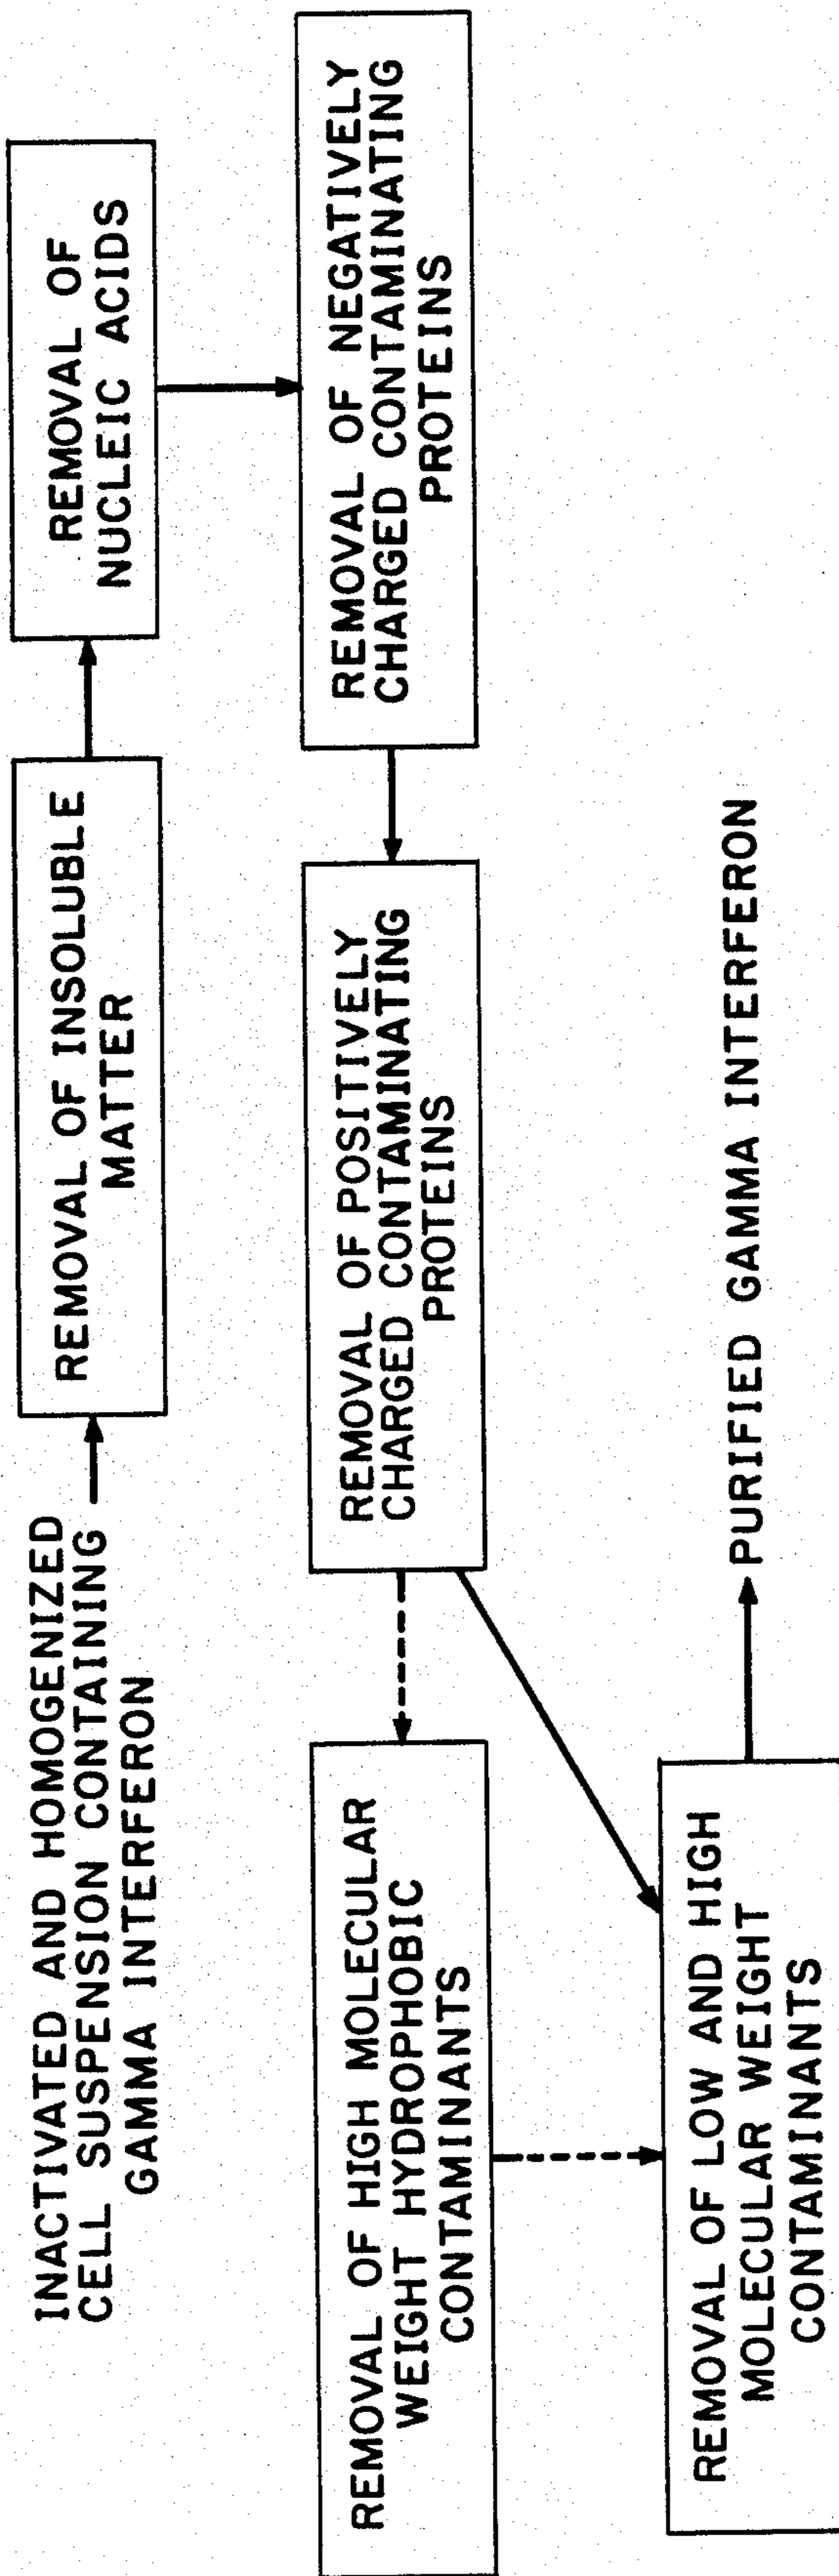 INACTIVATED AND HOMOGENIZED
CELL SUSPENSION CONTAINING
GAMMA INTERFERON
REMOVAL OF INSOLUBLE
MATTER
REMOVAL OF
NUCLEIC ACIDS
REMOVAL OF NEGATIVELY
CHARGED CONTAMINATING
PROTEINS
REMOVAL OF POSITIVELY
CHARGED CONTAMINATING
PROTEINS
REMOVAL OF HIGH MOLECULAR
WEIGHT HYDROPHOBIC
CONTAMINANTS
REMOVAL OF LOW AND HIGH
MOLECULAR WEIGHT
CONTAMINANTS
PURIFIED GAMMA INTERFERON